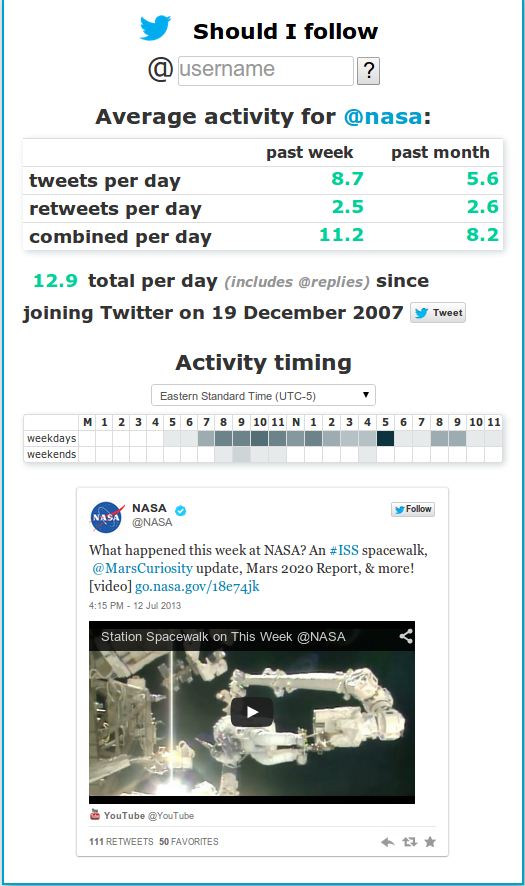 Should I follow
@ username ?
Average activity for @nasa:
past week past month
tweets per day 8.7 5.6
retweets per day 2.5 2.6
combined per day 11.2 8.2
12.9 total per day (includes @replies) since
joining Twitter on 19 December 2007 Tweet
Activity timing
Eastern Standard Time (UTC-5)
M 1 2 3 4 5 6 7 8 9 10 11 N 1 2 3 4 5 6 7 8 9 10 11
weekdays
weekends
NASA
NASA Follow
@NASA
What happened this week at NASA? An #ISS spacewalk,
@MarsCuriosity update, Mars 2020 Report, & more!
[video] go.nasa.gov/18e74jk
4:15 PM - 12 Jul 2013
Station Spacewalk on This Week @NASA
YouTube @YouTube
111 RETWEETS 50 FAVORITES